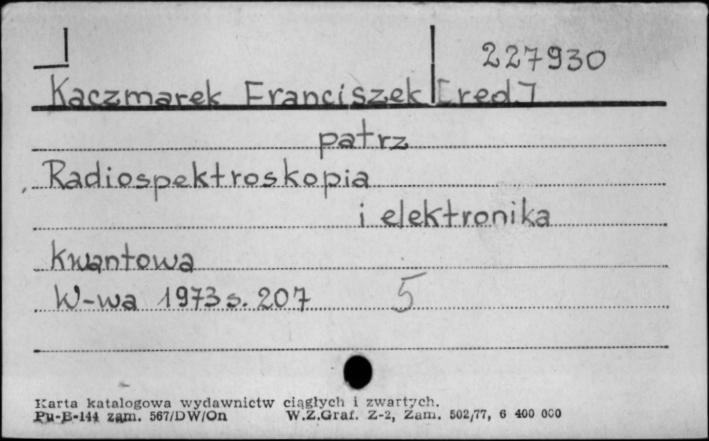 227930
Kaczmarek Franciszek [red.]
patrz
Radiospektroskopia
i elektronika
kwantowa
W-wa 1973 s. 207 5
Karta katalogowa wydawnictw ciągłych i zwartych.
Pu-B-144 zam. 567/DW/On W.Z.Graf. Z-2, Zam. 502/77, 6 400 000